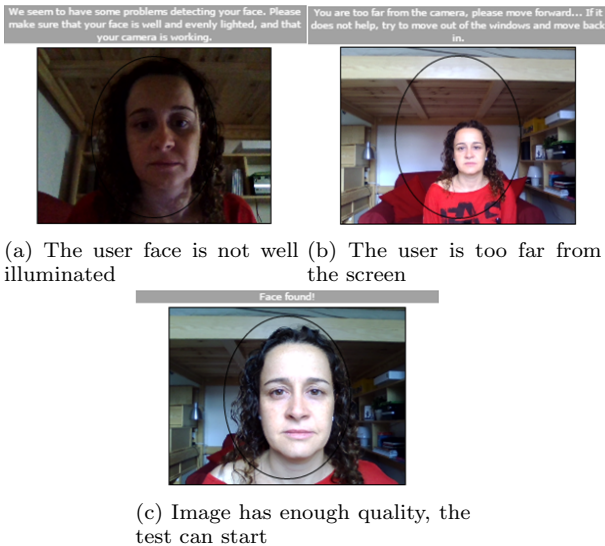 We seem to have some problems detecting your face. Please
make sure that your face is well and evenly lighted, and that
your camera is working.
You are too far from the camera, please move forward... If it
does not help, try to move out of the windows and move back
in.
(a) The user face is not well
illuminated
(b) The user is too far from
the screen
Face found!
(c) Image has enough quality, the
test can start